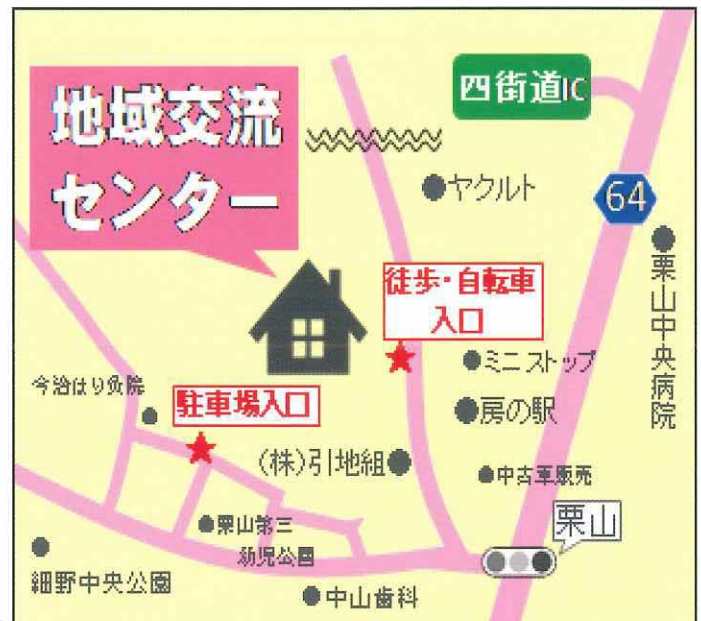 地域交流
センター
四街道IC
ヤクルト
64
栗山中央病院
徒歩・自転車
入口
ミニストップ
今治はり灸院
駐車場入口
房の駅
(株)引地組
中古車販売
栗山第三
幼児公園
栗山
細野中央公園
中山歯科